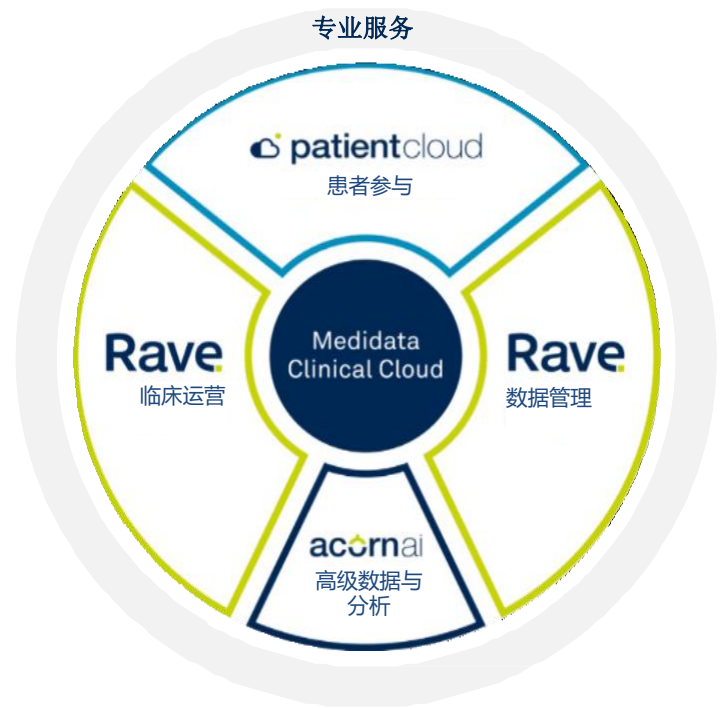 专业服务
patientcloud
患者参与
Medidata
Clinical Cloud
Rave
临床运营
Rave
数据管理
acornai
高级数据与
分析